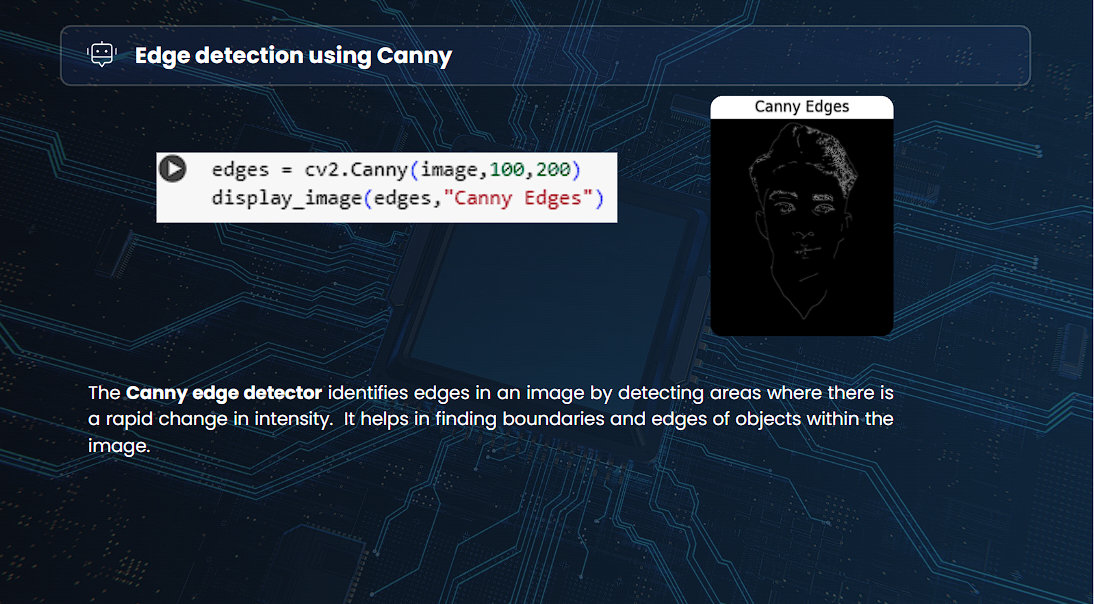 Edge detection using Canny
edges = cv2.Canny(image,100,200)
display_image(edges,"Canny Edges")
Canny Edges
The Canny edge detector identifies edges in an image by detecting areas where there is
a rapid change in intensity.  It helps in finding boundaries and edges of objects within the
image.